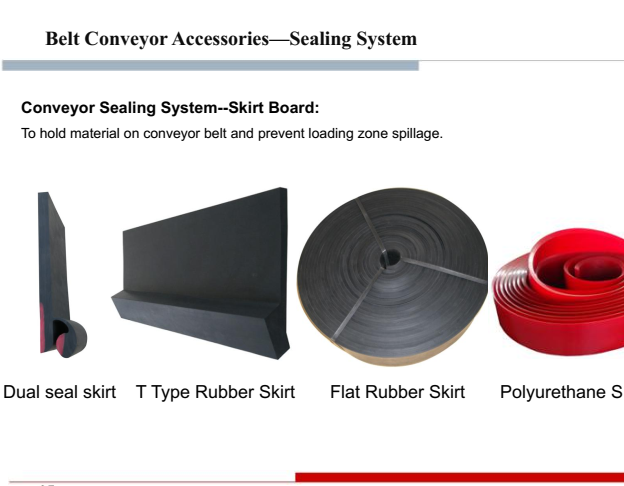 Belt Conveyor Accessories—Sealing System
Conveyor Sealing System--Skirt Board:
To hold material on conveyor belt and prevent loading zone spillage.
Dual seal skirt T Type Rubber Skirt Flat Rubber Skirt Polyurethane S